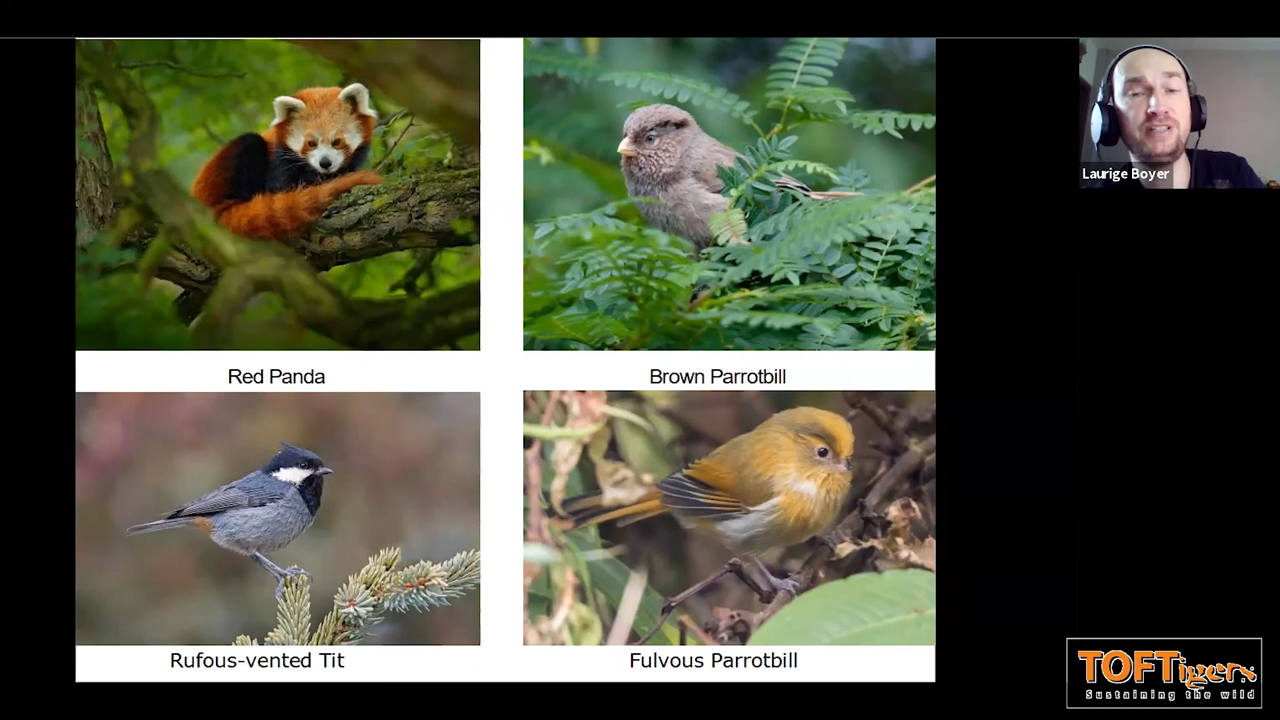 Red Panda
Brown Parrotbill
Rufous-vented Tit
Fulvous Parrotbill
Laurige Boyer
TOFTigers
Sustaining the wild